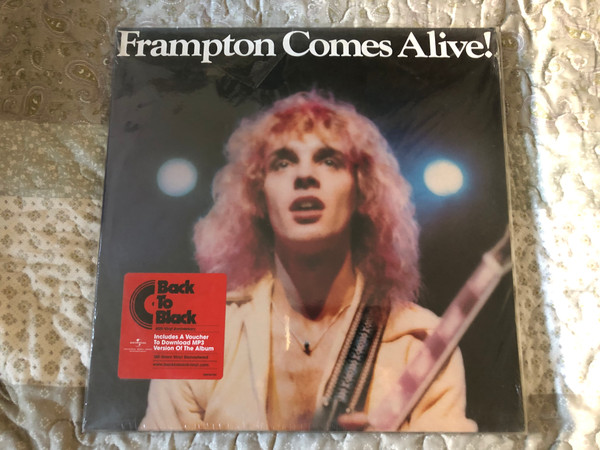 Frampton Comes Alive!
Back
To
Black
Includes A Voucher
To Download MP3
Version Of The Album